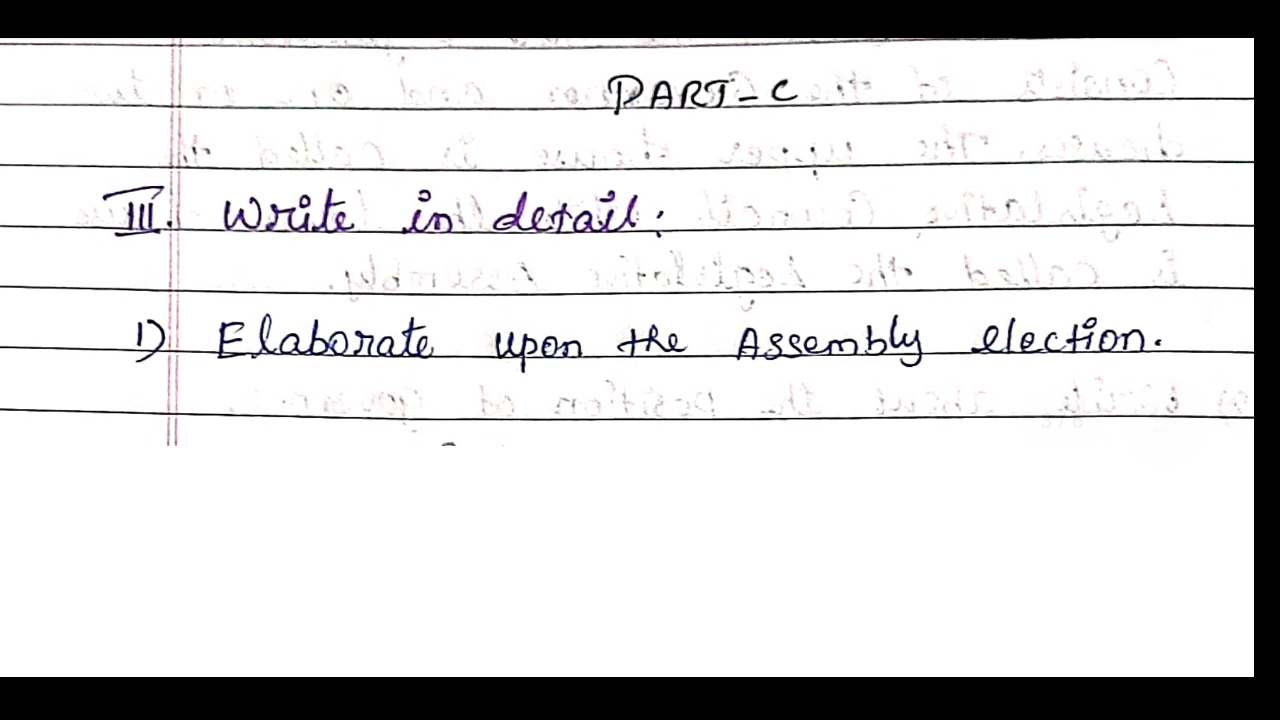 PART-C
III. Write in detail:
1) Elaborate upon the Assembly election.